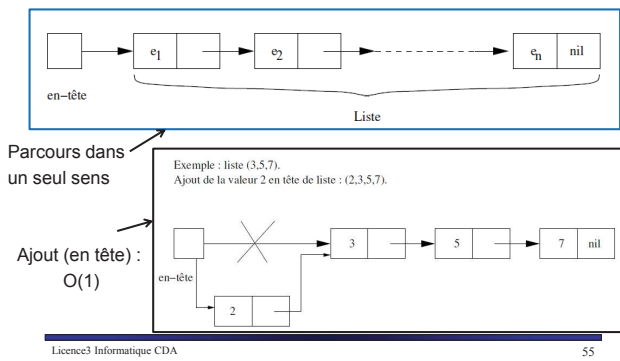 e1 e2 en nil
en–tête
Liste
Parcours dans
un seul sens
Exemple : liste (3,5,7).
Ajout de la valeur 2 en tête de liste : (2,3,5,7).
3 5 7 nil
Ajout (en tête) :
O(1)
en–tête
2
Licence3 Informatique CDA 55